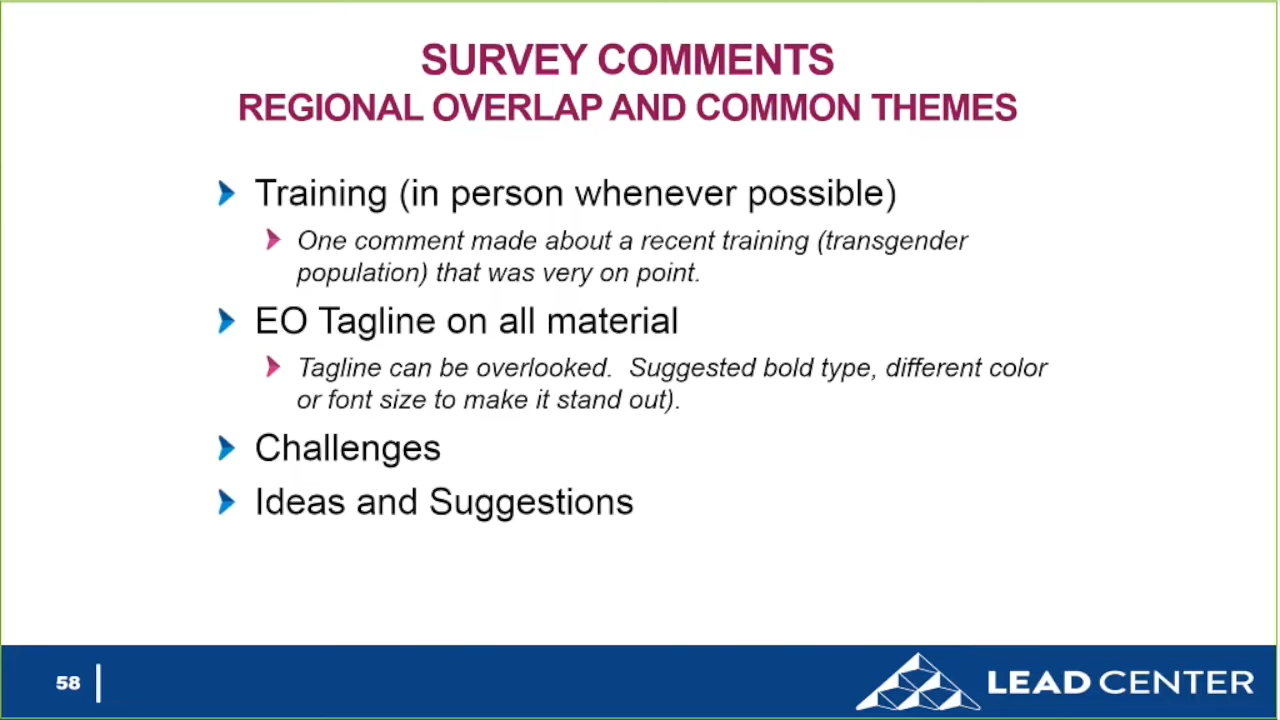 SURVEY COMMENTS
REGIONAL OVERLAP AND COMMON THEMES
Training (in person whenever possible)
One comment made about a recent training (transgender
population) that was very on point.
EO Tagline on all material
Tagline can be overlooked.  Suggested bold type, different color
or font size to make it stand out).
Challenges
Ideas and Suggestions
58
LEAD CENTER